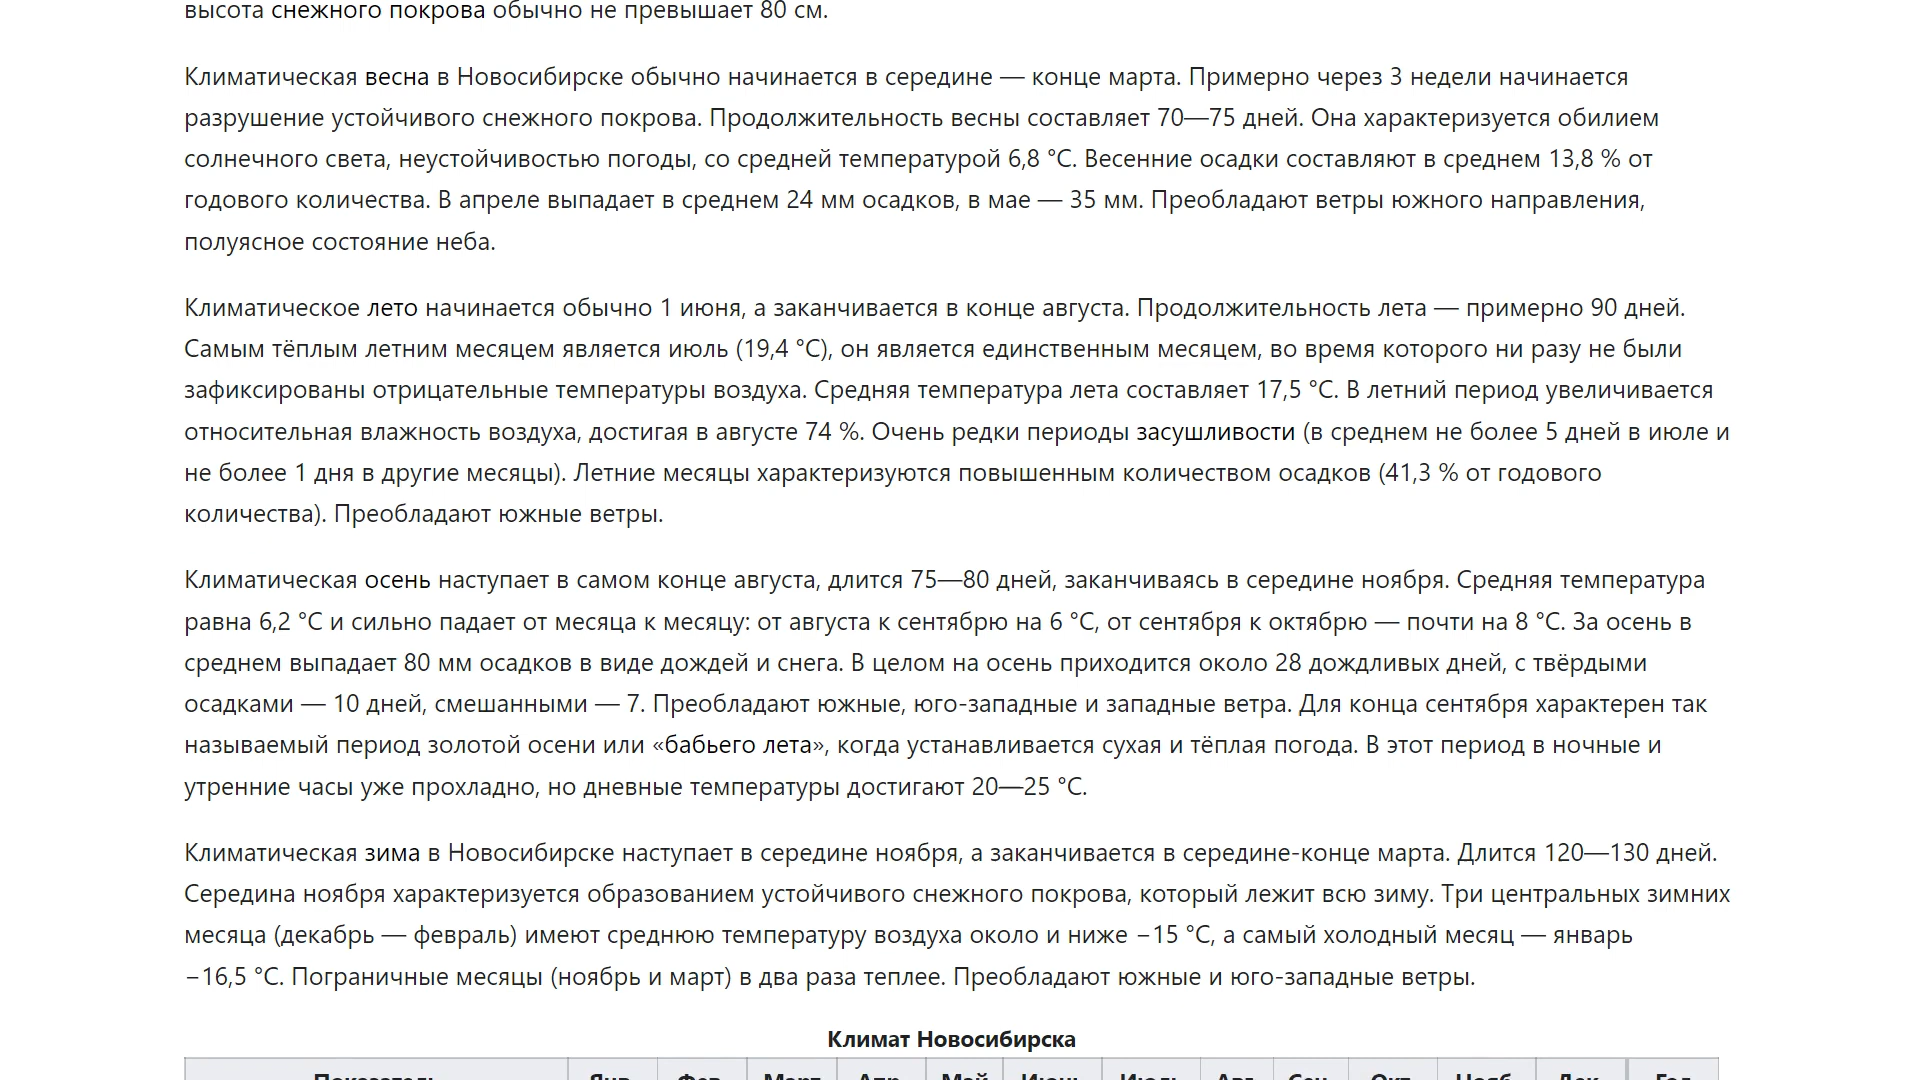 высота снежного покрова обычно не превышает 80 см.
Климатическая весна в Новосибирске обычно начинается в середине — конце марта. Примерно через 3 недели начинается
разрушение устойчивого снежного покрова. Продолжительность весны составляет 70—75 дней. Она характеризуется обилием
солнечного света, неустойчивостью погоды, со средней температурой 6,8 °C. Весенние осадки составляют в среднем 13,8 % от
годового количества. В апреле выпадает в среднем 24 мм осадков, в мае — 35 мм. Преобладают ветры южного направления,
полуясное состояние неба.
Климатическое лето начинается обычно 1 июня, а заканчивается в конце августа. Продолжительность лета — примерно 90 дней.
Самым тёплым летним месяцем является июль (19,4 °C), он является единственным месяцем, во время которого ни разу не были
зафиксированы отрицательные температуры воздуха. Средняя температура лета составляет 17,5 °C. В летний период увеличивается
относительная влажность воздуха, достигая в августе 74 %. Очень редки периоды засушливости (в среднем не более 5 дней в июле и
не более 1 дня в другие месяцы). Летние месяцы характеризуются повышенным количеством осадков (41,3 % от годового
количества). Преобладают южные ветры.
Климатическая осень наступает в самом конце августа, длится 75—80 дней, заканчиваясь в середине ноября. Средняя температура
равна 6,2 °C и сильно падает от месяца к месяцу: от августа к сентябрю на 6 °C, от сентября к октябрю — почти на 8 °C. За осень в
среднем выпадает 80 мм осадков в виде дождей и снега. В целом на осень приходится около 28 дождливых дней, с твёрдыми
осадками — 10 дней, смешанными — 7. Преобладают южные, юго-западные и западные ветра. Для конца сентября характерен так
называемый период золотой осени или «бабьего лета», когда устанавливается сухая и тёплая погода. В этот период в ночные и
утренние часы уже прохладно, но дневные температуры достигают 20—25 °C.
Климатическая зима в Новосибирске наступает в середине ноября, а заканчивается в середине-конце марта. Длится 120—130 дней.
Середина ноября характеризуется образованием устойчивого снежного покрова, который лежит всю зиму. Три центральных зимних
месяца (декабрь — февраль) имеют среднюю температуру воздуха около и ниже −15 °C, а самый холодный месяц — январь
−16,5 °C. Пограничные месяцы (ноябрь и март) в два раза теплее. Преобладают южные и юго-западные ветры.
Климат Новосибирска
Показатель Янв. Фев. Март Апр. Май Июнь Июль Авг. Сен. Окт. Нояб. Дек. Год